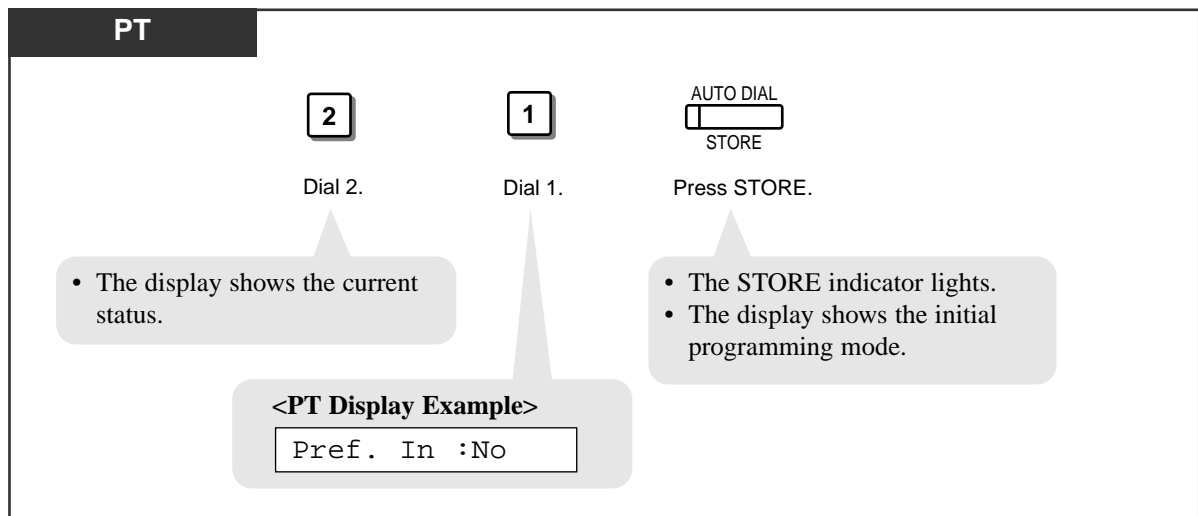 PT
2
1
AUTO DIAL
STORE
Dial 2.
Dial 1.
Press STORE.
• The display shows the current
status.
• The STORE indicator lights.
• The display shows the initial
programming mode.
<PT Display Example>
Pref. In :No